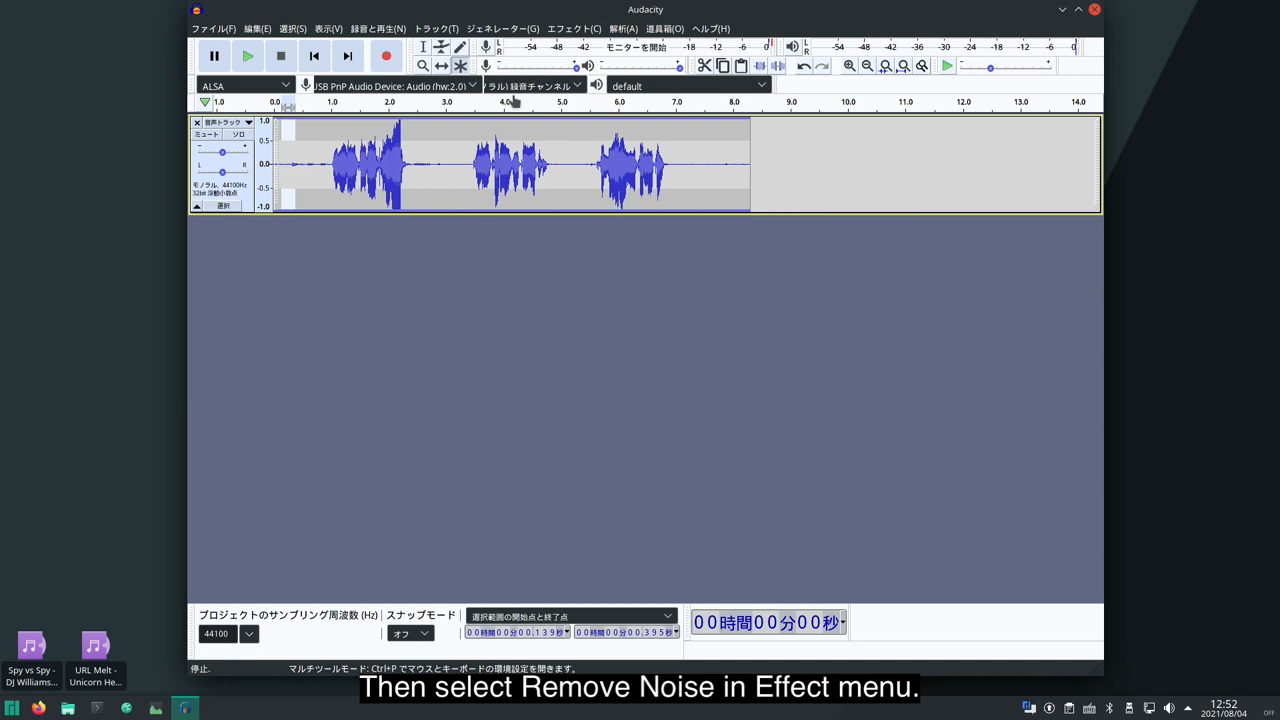 Audacity
ファイル(F) 編集(E) 選択(S) 表示(V) 録音と再生(N) トラック(T) ジェネレーター(G) エフェクト(C) 解析(A) 道具箱(O) ヘルプ(H)
L R -54 -48 -42 モニターを開始 -18 -12 -6 0 L R -54 -48 -42 -36 -30 -24 -18 -12 -6 0
ALSA USB PnP Audio Device: Audio (hw:2,0) ラル) 録音チャンネル default
1.0 0.0 1.0 2.0 3.0 4.0 5.0 6.0 7.0 8.0 9.0 10.0 11.0 12.0 13.0 14.0
音声トラック 1.0
ミュート ソロ 0.5
- +
L R 0.0
モノラル, 44100Hz -0.5
32bit 浮動小数点
選択 -1.0
プロジェクトのサンプリング周波数 (Hz) スナップモード 選択範囲の開始点と終了点
44100 オフ 00時間00分00.139秒 00時間00分00.395秒 00時間00分00秒
停止. マルチツールモード: Ctrl+P でマウスとキーボードの環境設定を開きます。
Then select Remove Noise in Effect menu.
Spy vs Spy - DJ Williams...
URL Melt - Unicorn He...
12:52
2021/08/04
OFF